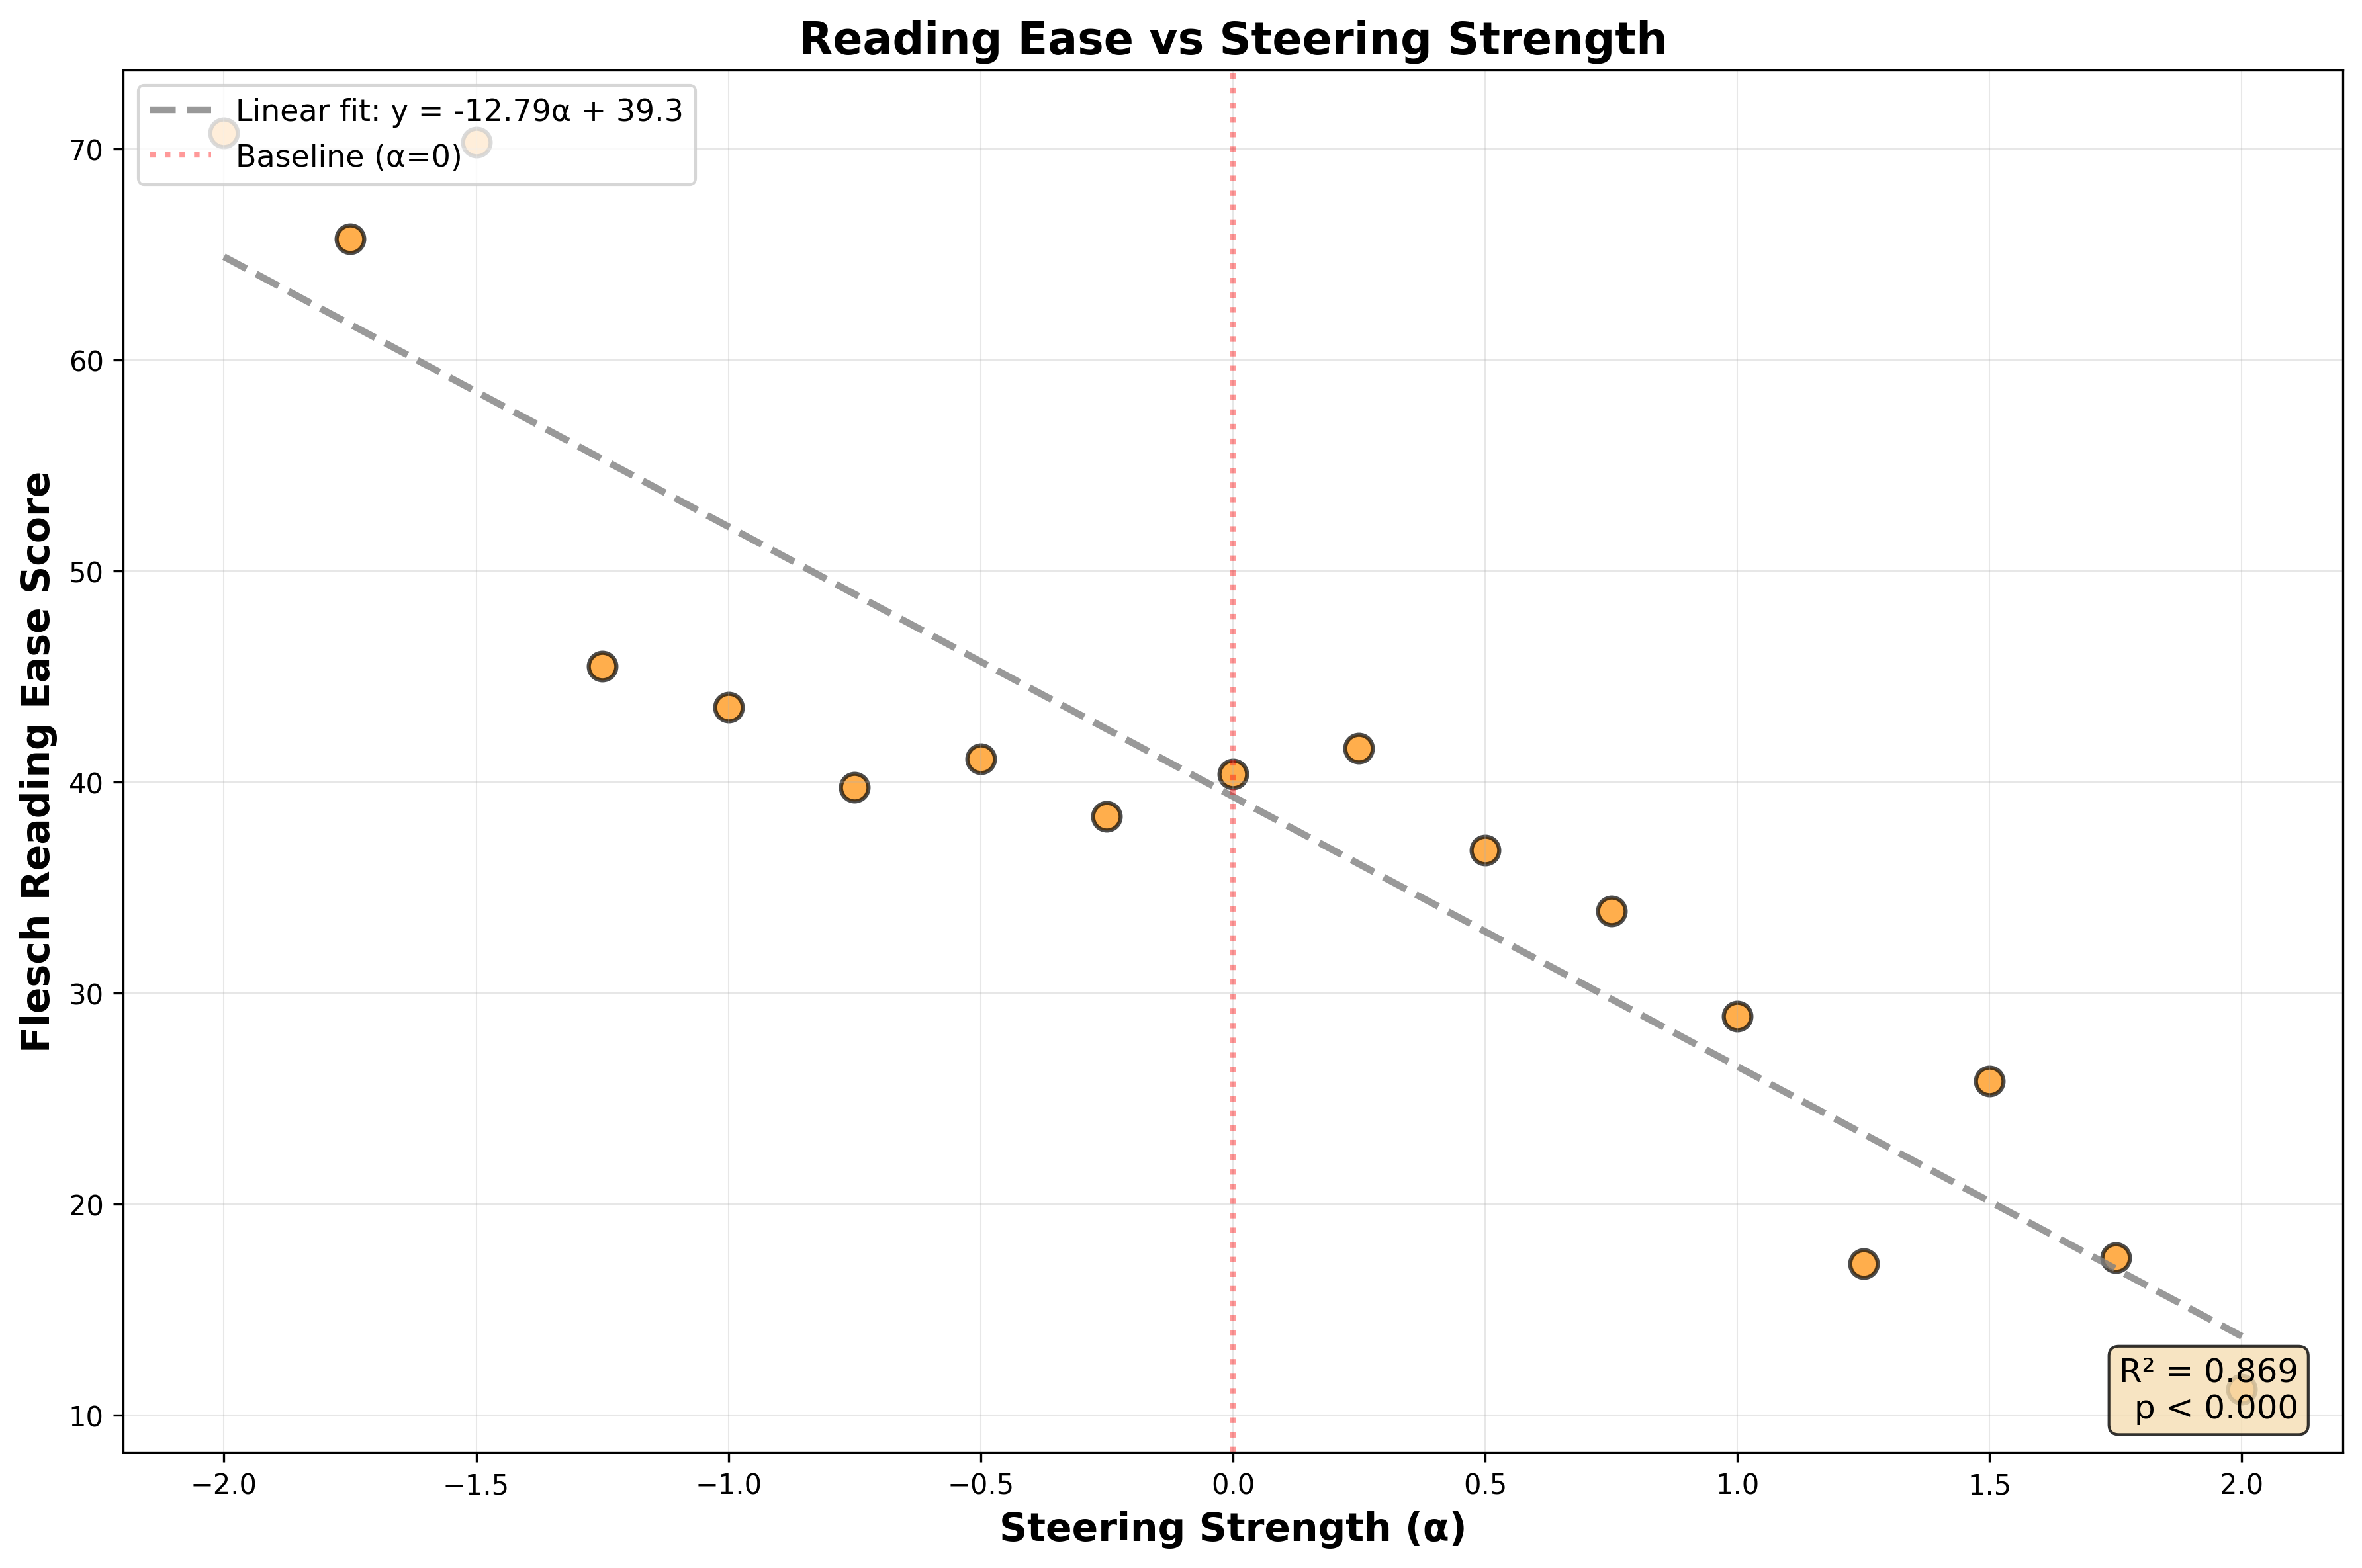 Reading Ease vs Steering Strength
Linear fit: y = -12.79α + 39.3
Baseline (α=0)
Flesch Reading Ease Score
70
60
50
40
30
20
10
R² = 0.869
p < 0.000
−2.0 −1.5 −1.0 −0.5 0.0 0.5 1.0 1.5 2.0
Steering Strength (α)